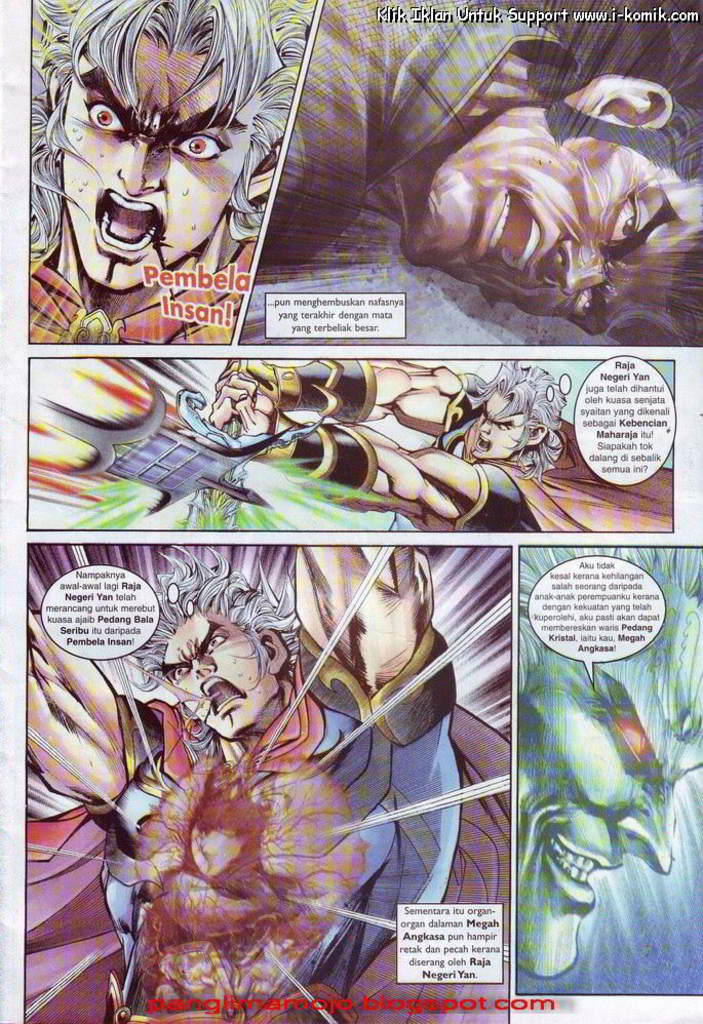 Klik Iklan Untuk Support www.i-komik.com
Pembela
Insan!
...pun menghembuskan nafasnya
yang terakhir dengan mata
yang terbeliak besar.
Raja
Negeri Yan
juga telah dihantui
oleh kuasa senjata
syaitan yang dikenali
sebagai Kebencian
Maharaja itu!
Siapakah tok
dalang di sebalik
semua ini?
Nampaknya
awal-awal lagi Raja
Negeri Yan telah
merancang untuk merebut
kuasa ajaib Pedang Bala
Seribu itu daripada
Pembela Insan!
Sementara itu organ-
organ dalaman Megah
Angkasa pun hampir
retak dan pecah kerana
diserang oleh Raja
Negeri Yan.
Aku tidak
kesal kerana kehilangan
salah seorang daripada
anak-anak perempuanku kerana
dengan kekuatan yang telah
kuperolehi, aku pasti akan dapat
membereskan waris Pedang
Kristal, iaitu kau, Megah
Angkasa!
panglimamojo.blogspot.com